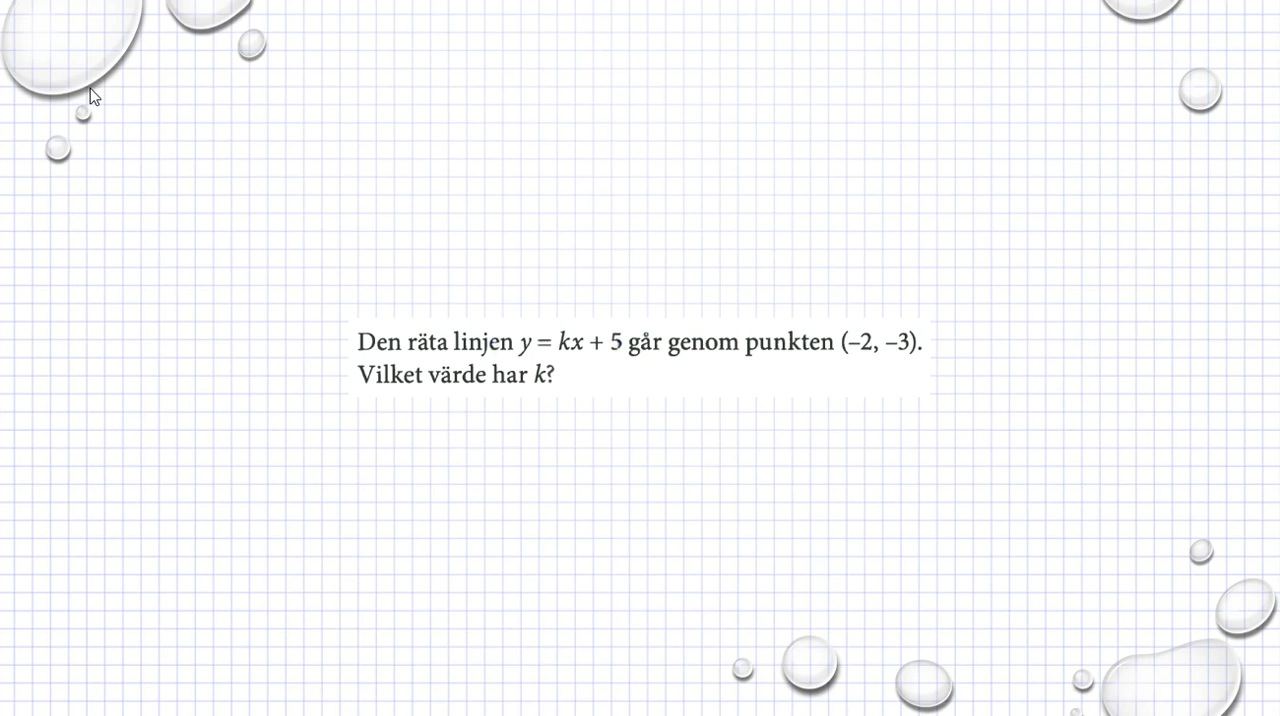 Den räta linjen y = kx + 5 går genom punkten (–2, –3).
Vilket värde har k?